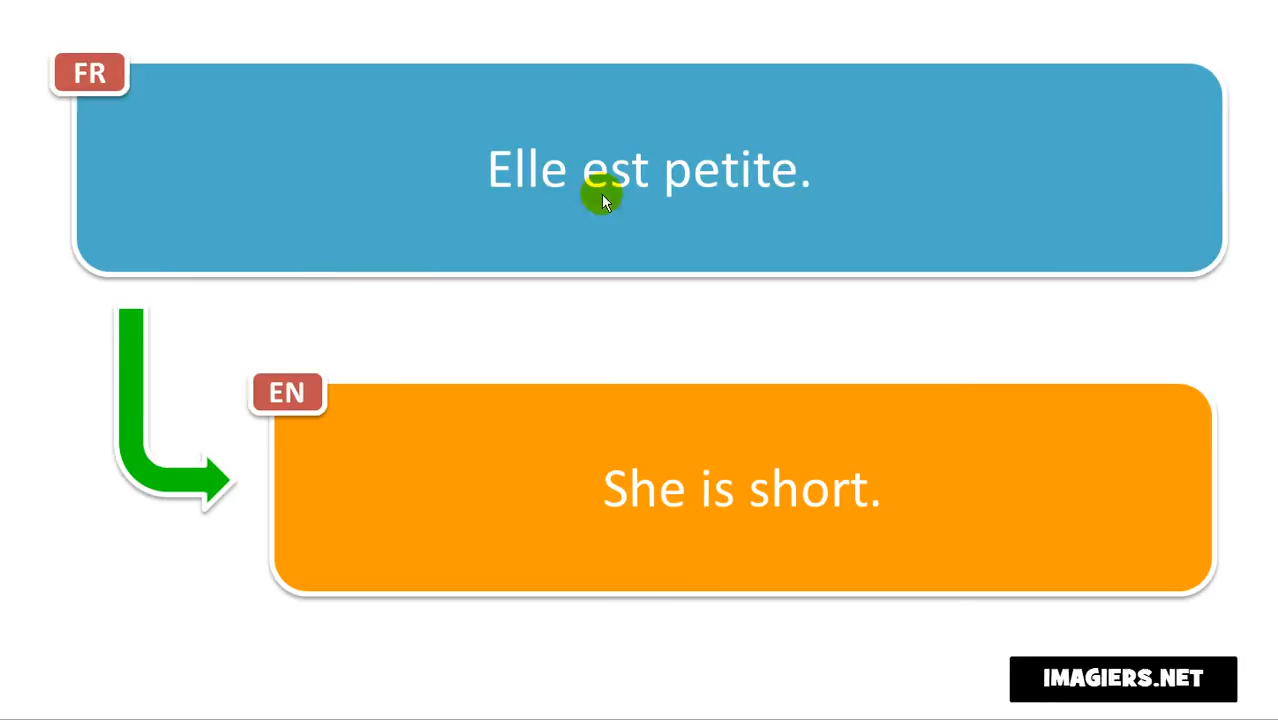 FR
Elle est petite.
EN
She is short.
IMAGIERS.NET